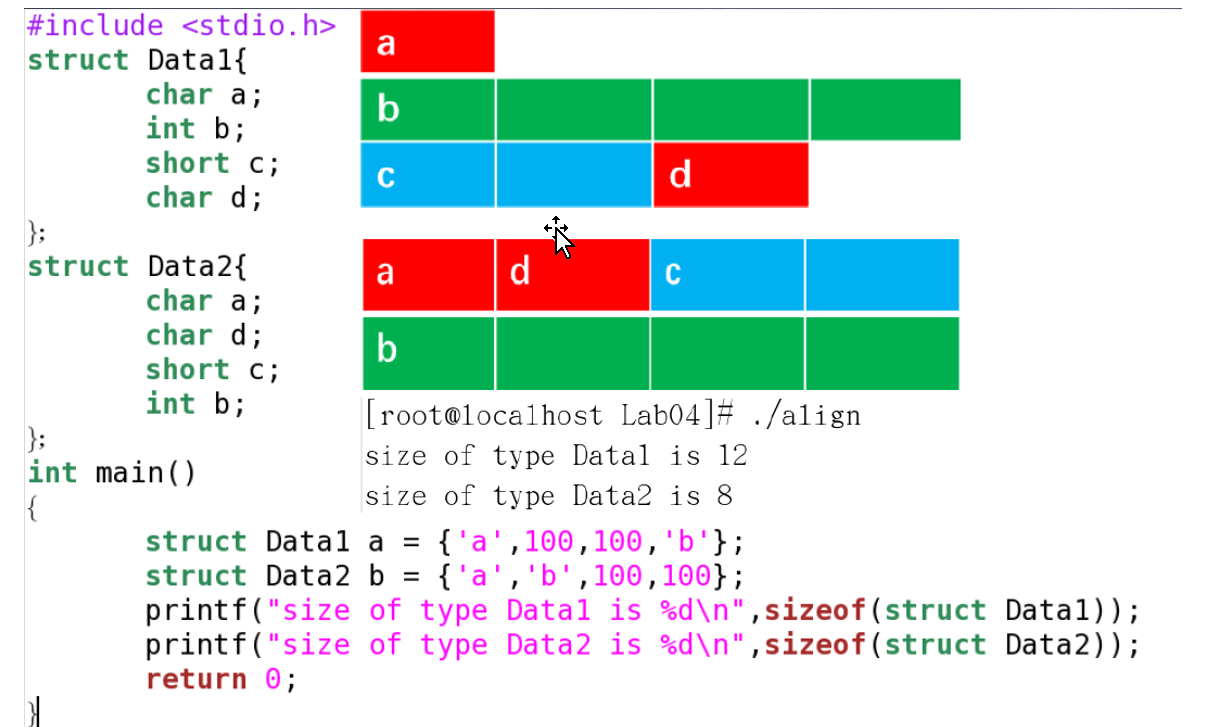 #include <stdio.h>
struct Data1{
char a;
int b;
short c;
char d;
};
struct Data2{
char a;
char d;
short c;
int b;
};
int main()
{
struct Data1 a = {'a',100,100,'b'};
struct Data2 b = {'a','b',100,100};
printf("size of type Data1 is %d\n",sizeof(struct Data1));
printf("size of type Data2 is %d\n",sizeof(struct Data2));
return 0;
}
a
b
c d
a d c
b
[root@localhost Lab04]# ./align
size of type Data1 is 12
size of type Data2 is 8